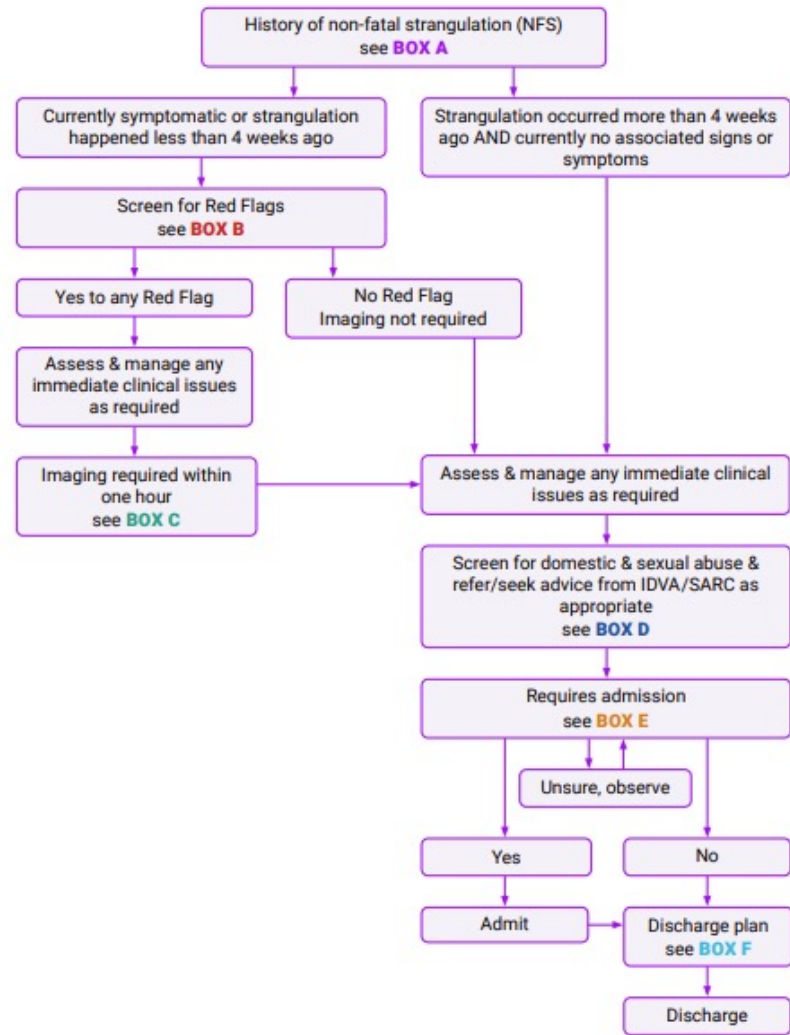 History of non-fatal strangulation (NFS)
see BOX A
Currently symptomatic or strangulation
happened less than 4 weeks ago
Strangulation occurred more than 4 weeks
ago AND currently no associated signs or
symptoms
Screen for Red Flags
see BOX B
Yes to any Red Flag
No Red Flag
Imaging not required
Assess & manage any
immediate clinical issues
as required
Imaging required within
one hour
see BOX C
Assess & manage any immediate clinical
issues as required
Screen for domestic & sexual abuse &
refer/seek advice from IDVA/SARC as
appropriate
see BOX D
Requires admission
see BOX E
Unsure, observe
Yes
No
Admit
Discharge plan
see BOX F
Discharge